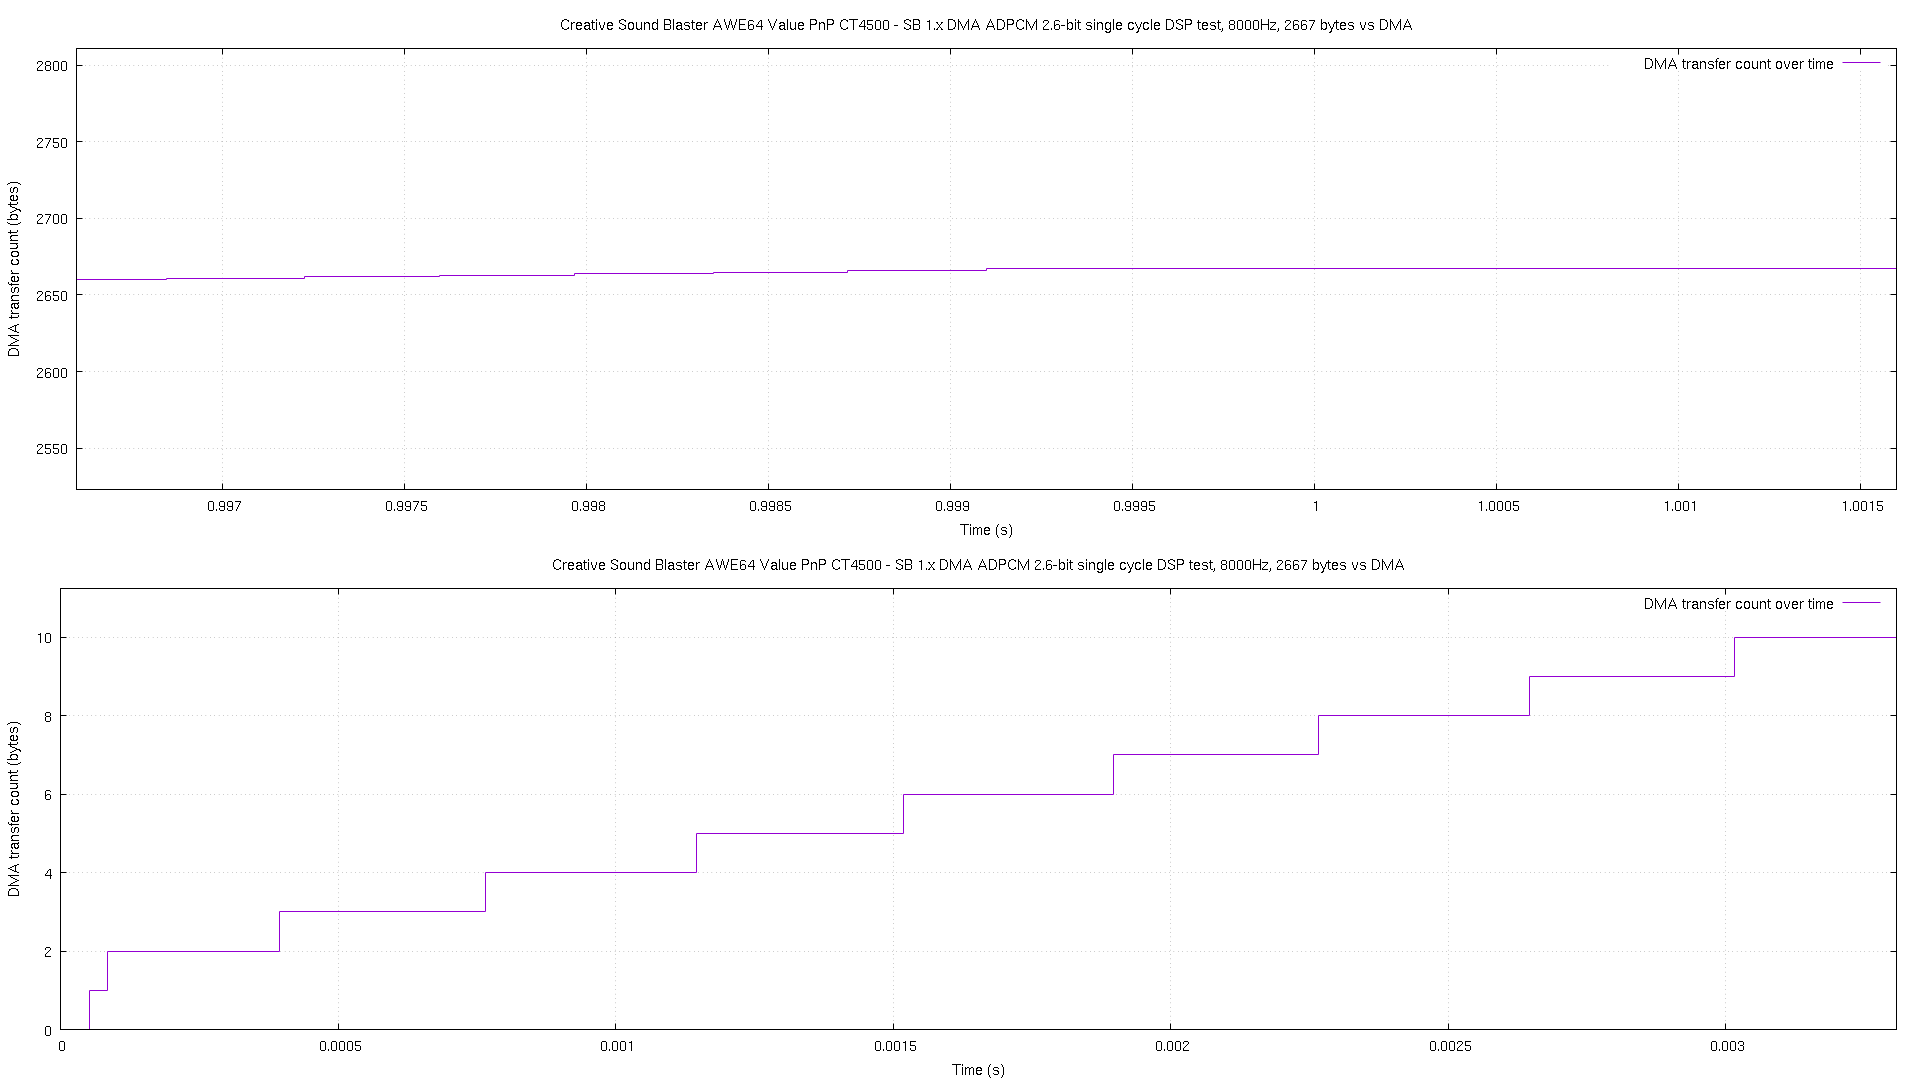 Creative Sound Blaster AWE64 Value PnP CT4500 - SB 1.x DMA ADPCM 2.6-bit single cycle DSP test, 8000Hz, 2667 bytes vs DMA
DMA transfer count over time
DMA transfer count (bytes)
2800
2750
2700
2650
2600
2550
0.997 0.9975 0.998 0.9985 0.999 0.9995 1 1.0005 1.001 1.0015
Time (s)
Creative Sound Blaster AWE64 Value PnP CT4500 - SB 1.x DMA ADPCM 2.6-bit single cycle DSP test, 8000Hz, 2667 bytes vs DMA
DMA transfer count over time
DMA transfer count (bytes)
10
8
6
4
2
0
0 0.0005 0.001 0.0015 0.002 0.0025 0.003
Time (s)